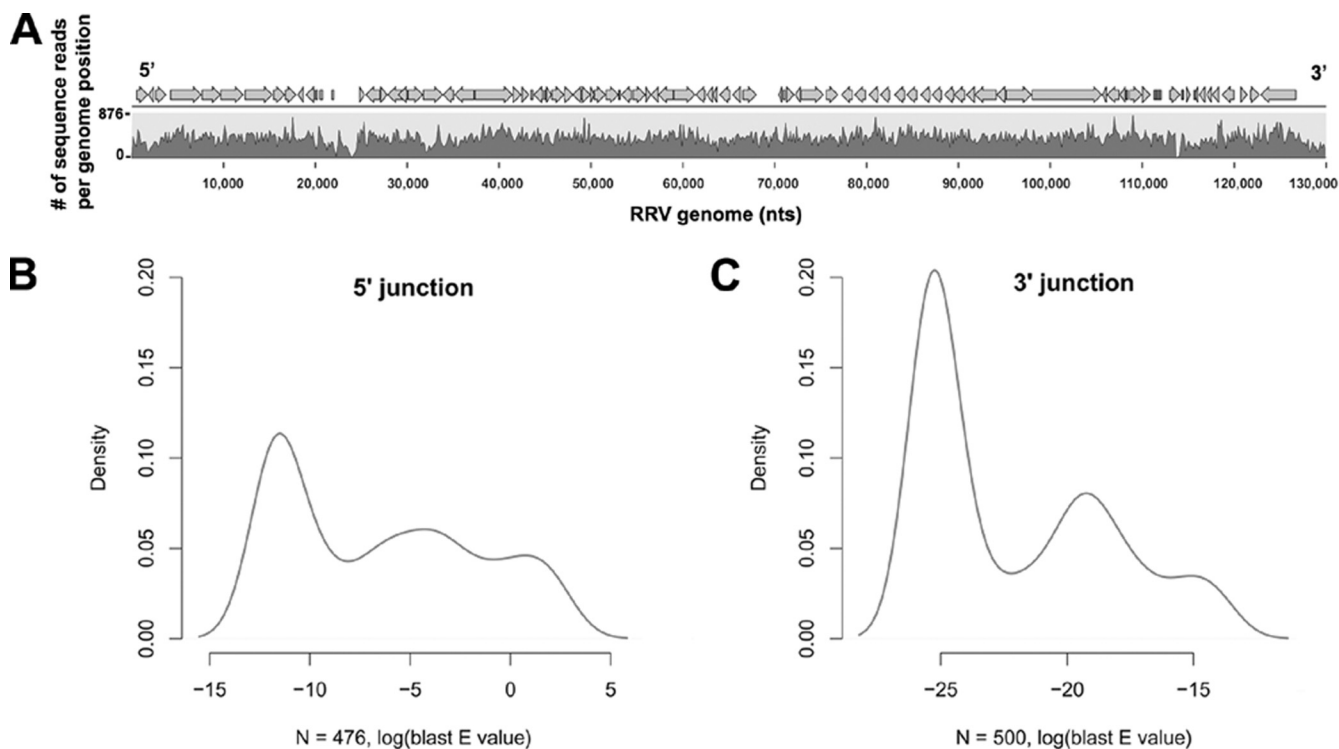 A
# of sequence reads
per genome position
5’
3’
876-
0-
10,000 20,000 30,000 40,000 50,000 60,000 70,000 80,000 90,000 100,000 110,000 120,000 130,000
RRV genome (nts)
B
5' junction
Density
0.20
0.15
0.10
0.05
0.00
−15 −10 −5 0 5
N = 476, log(blast E value)
C
3' junction
Density
0.20
0.15
0.10
0.05
0.00
−25 −20 −15
N = 500, log(blast E value)